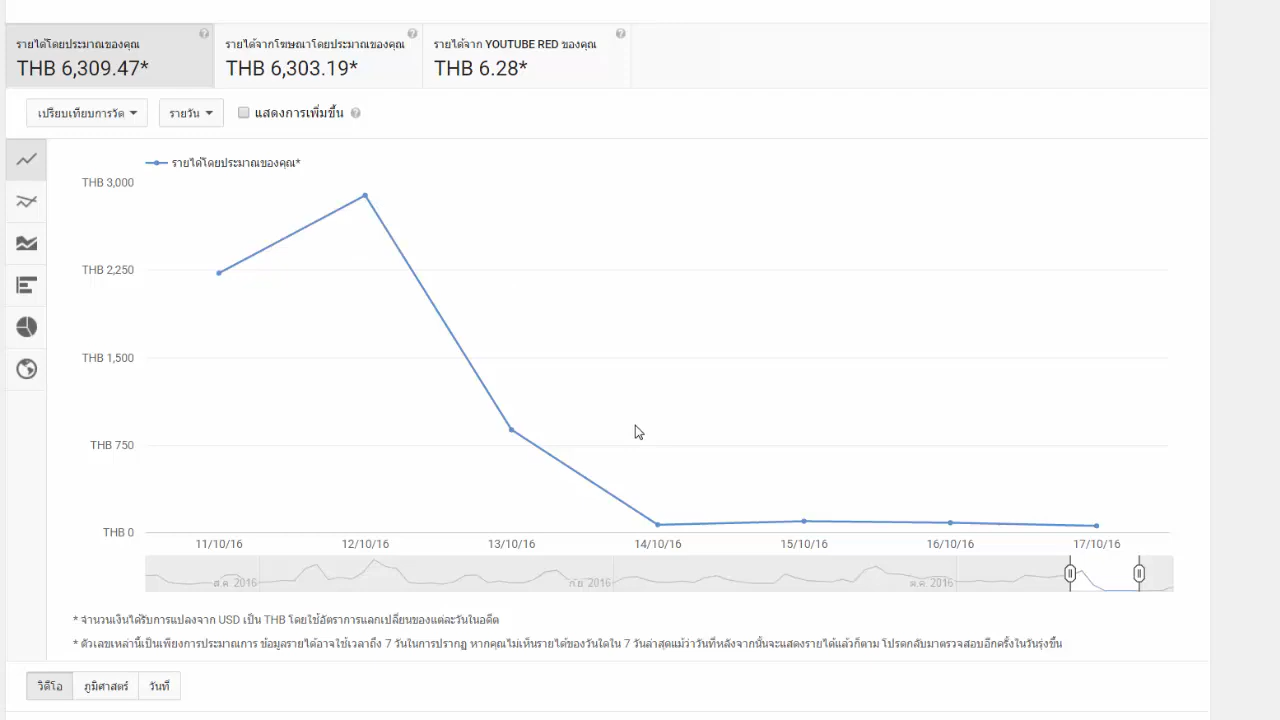 รายได้โดยประมาณของคุณ
THB 6,309.47*
รายได้จากโฆษณาโดยประมาณของคุณ
THB 6,303.19*
รายได้จาก YOUTUBE RED ของคุณ
THB 6.28*
เปรียบเทียบการวัด
รายวัน
แสดงการเพิ่มขึ้น
รายได้โดยประมาณของคุณ*
THB 3,000
THB 2,250
THB 1,500
THB 750
THB 0
11/10/16 12/10/16 13/10/16 14/10/16 15/10/16 16/10/16 17/10/16
ส.ค. 2016 ก.ย. 2016 ต.ค. 2016
* จำนวนเงินได้รับการแปลงจาก USD เป็น THB โดยใช้อัตราการแลกเปลี่ยนของแต่ละวันในอดีต
* ตัวเลขเหล่านี้เป็นเพียงการประมาณการ ข้อมูลรายได้อาจใช้เวลาถึง 7 วันในการปรากฏ หากคุณไม่เห็นรายได้ของวันใดใน 7 วันล่าสุดแม้ว่าวันที่หลังจากนั้นจะแสดงรายได้แล้วก็ตาม โปรดกลับมาตรวจสอบอีกครั้งในวันรุ่งขึ้น
วิดีโอ
ภูมิศาสตร์
วันที่